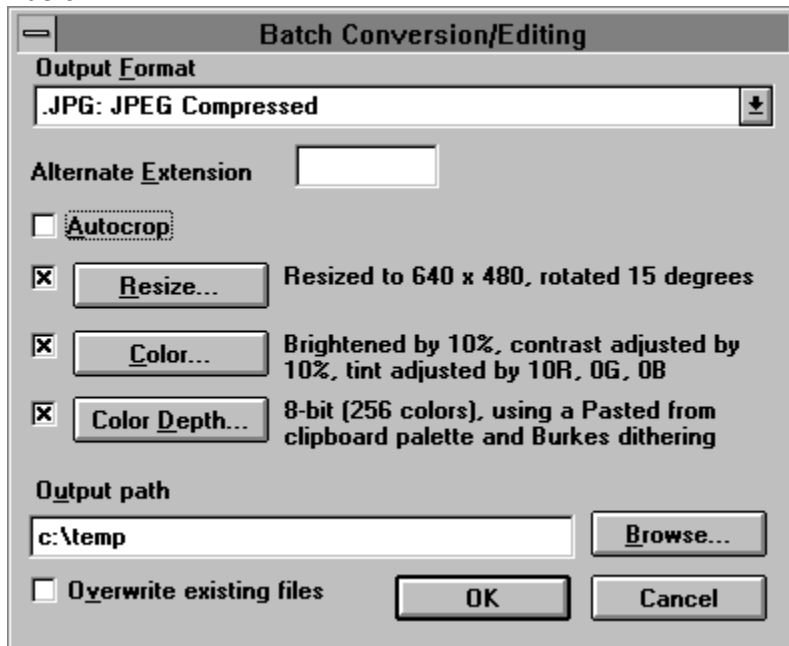 Batch Conversion/Editing
Output Format
.JPG: JPEG Compressed
Alternate Extension
Autocrop
Resize...
Resized to 640 x 480, rotated 15 degrees
Color...
Brightened by 10%, contrast adjusted by
10%, tint adjusted by 10R, 0G, 0B
Color Depth...
8-bit (256 colors), using a Pasted from
clipboard palette and Burkes dithering
Output path
c:\temp
Browse...
Overwrite existing files
OK
Cancel